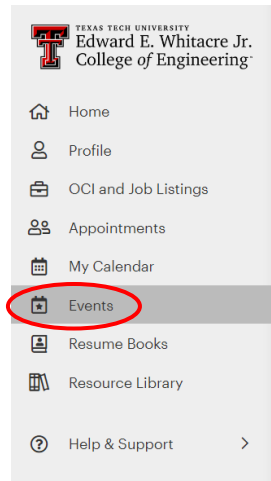 TEXAS TECH UNIVERSITY
Edward E. Whitacre Jr.
College of Engineering
Home
Profile
OCI and Job Listings
Appointments
My Calendar
Events
Resume Books
Resource Library
Help & Support